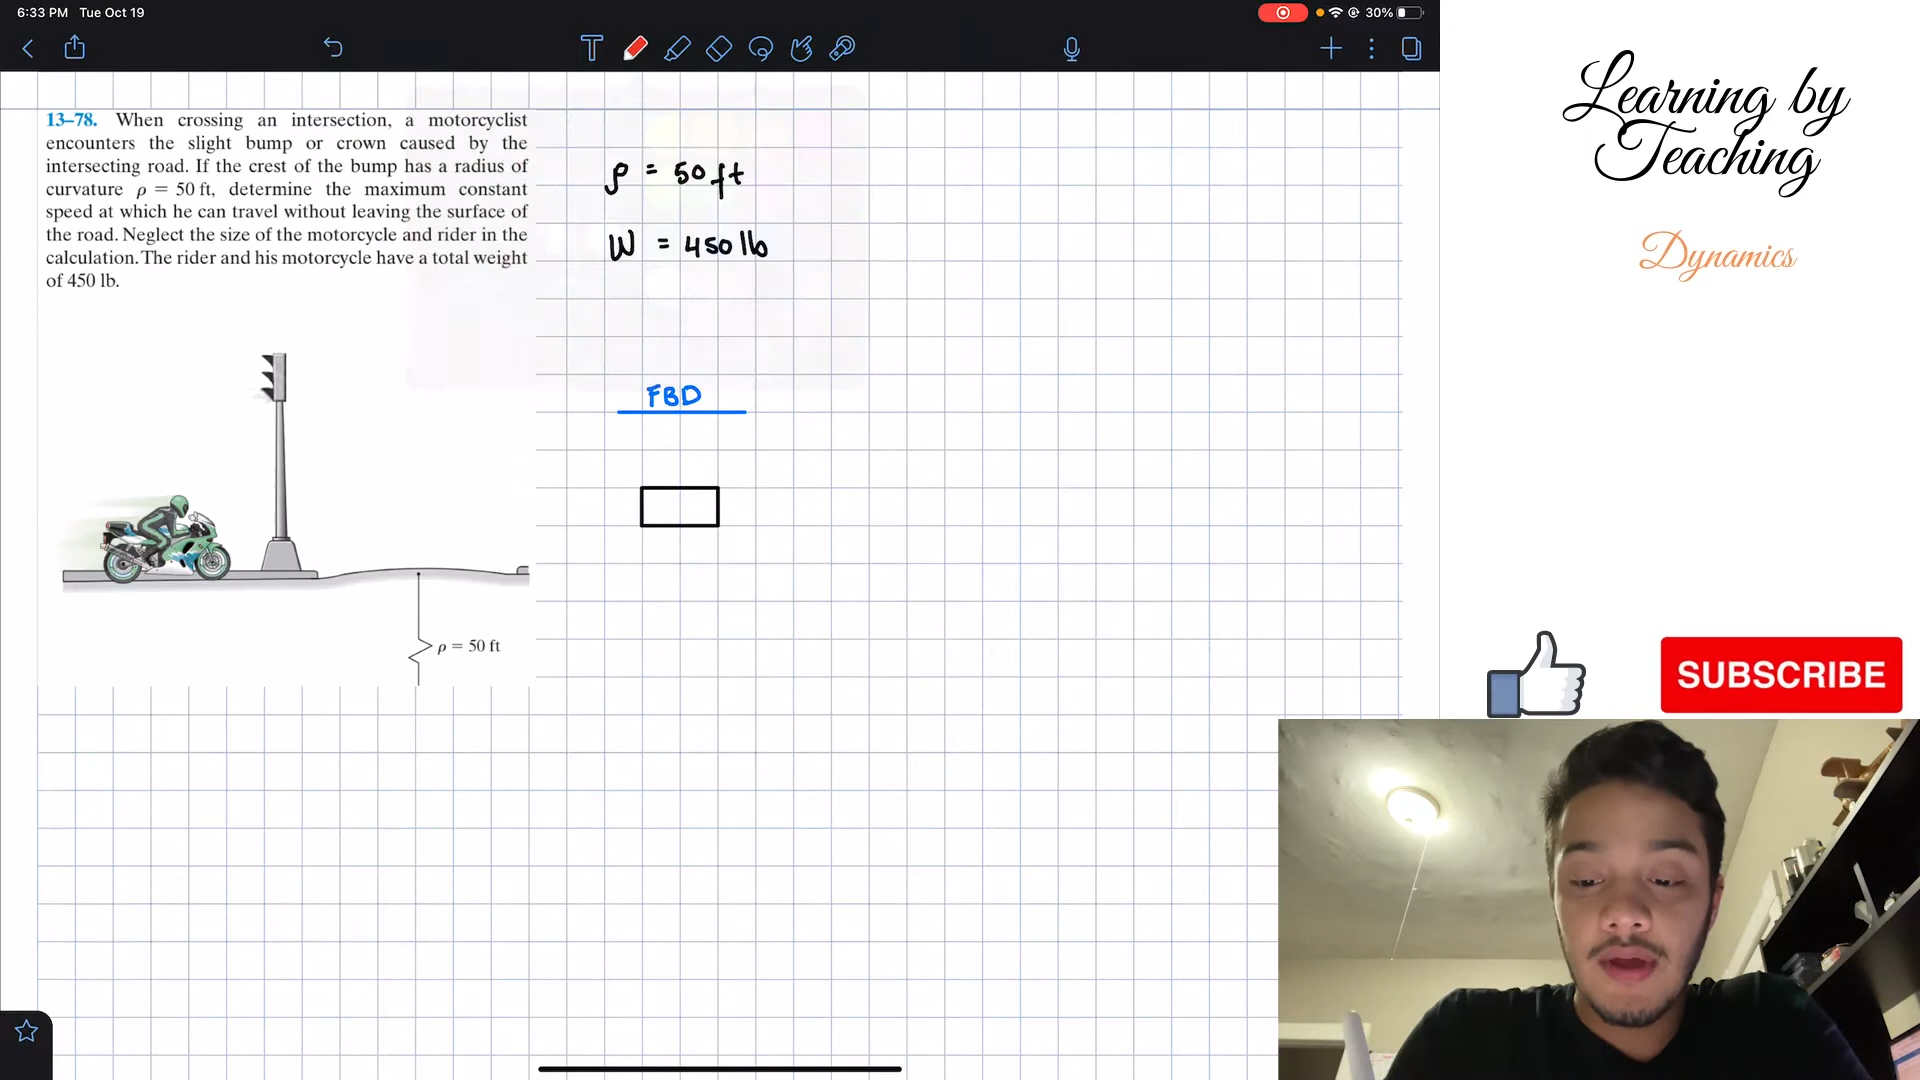 6:33 PM Tue Oct 19
30%
T
13–78. When crossing an intersection, a motorcyclist
encounters the slight bump or crown caused by the
intersecting road. If the crest of the bump has a radius of
curvature ρ = 50 ft, determine the maximum constant
speed at which he can travel without leaving the surface of
the road. Neglect the size of the motorcycle and rider in the
calculation. The rider and his motorcycle have a total weight
of 450 lb.
ρ = 50 ft
ρ = 50 ft
W = 450 lb
FBD
Learning by
Teaching
Dynamics
SUBSCRIBE